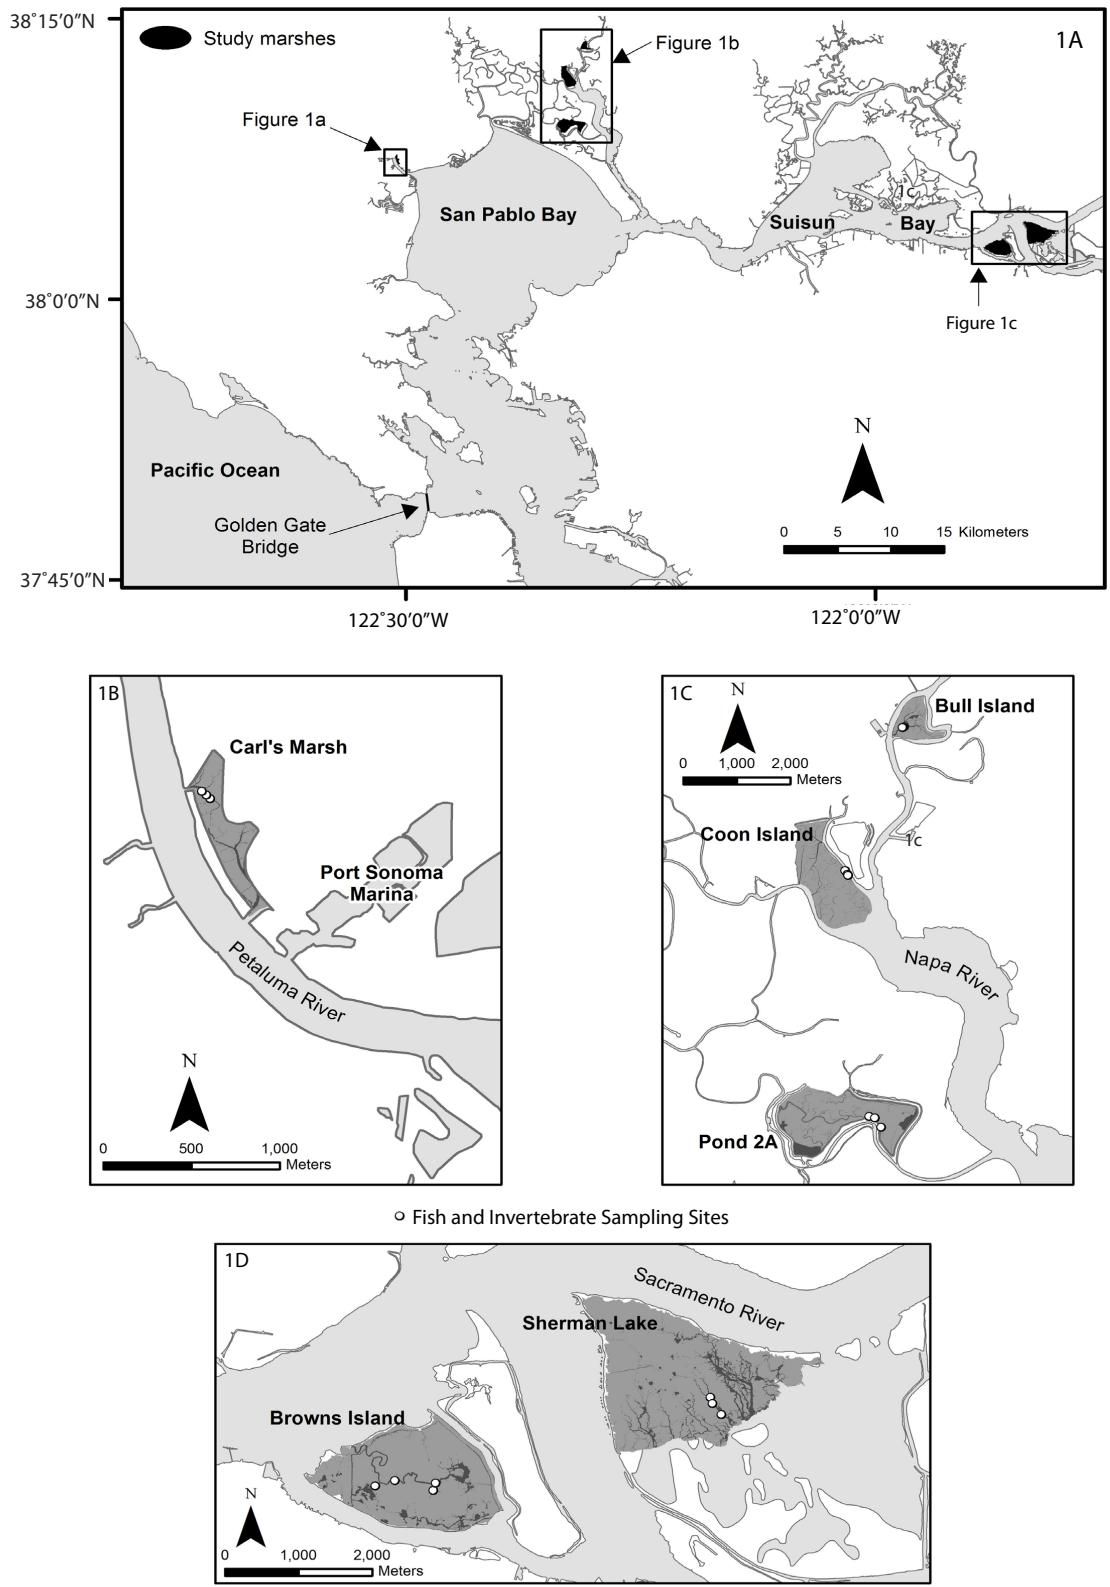 38˚15'0"N
Study marshes
Figure 1b
1A
Figure 1a
San Pablo Bay
1c
Suisun
Bay
38˚0'0"N
Figure 1c
N
Pacific Ocean
Golden Gate
Bridge
0 5 10 15 Kilometers
37˚45'0"N
122˚30'0"W
122˚0'0"W
1B
Carl's Marsh
Port Sonoma
Marina
Petaluma River
N
0 500 1,000
Meters
1C
N
Bull Island
0 1,000 2,000
Meters
Coon Island
1c
Napa River
Pond 2A
Fish and Invertebrate Sampling Sites
1D
Sacramento River
Sherman Lake
Browns Island
N
0 1,000 2,000
Meters